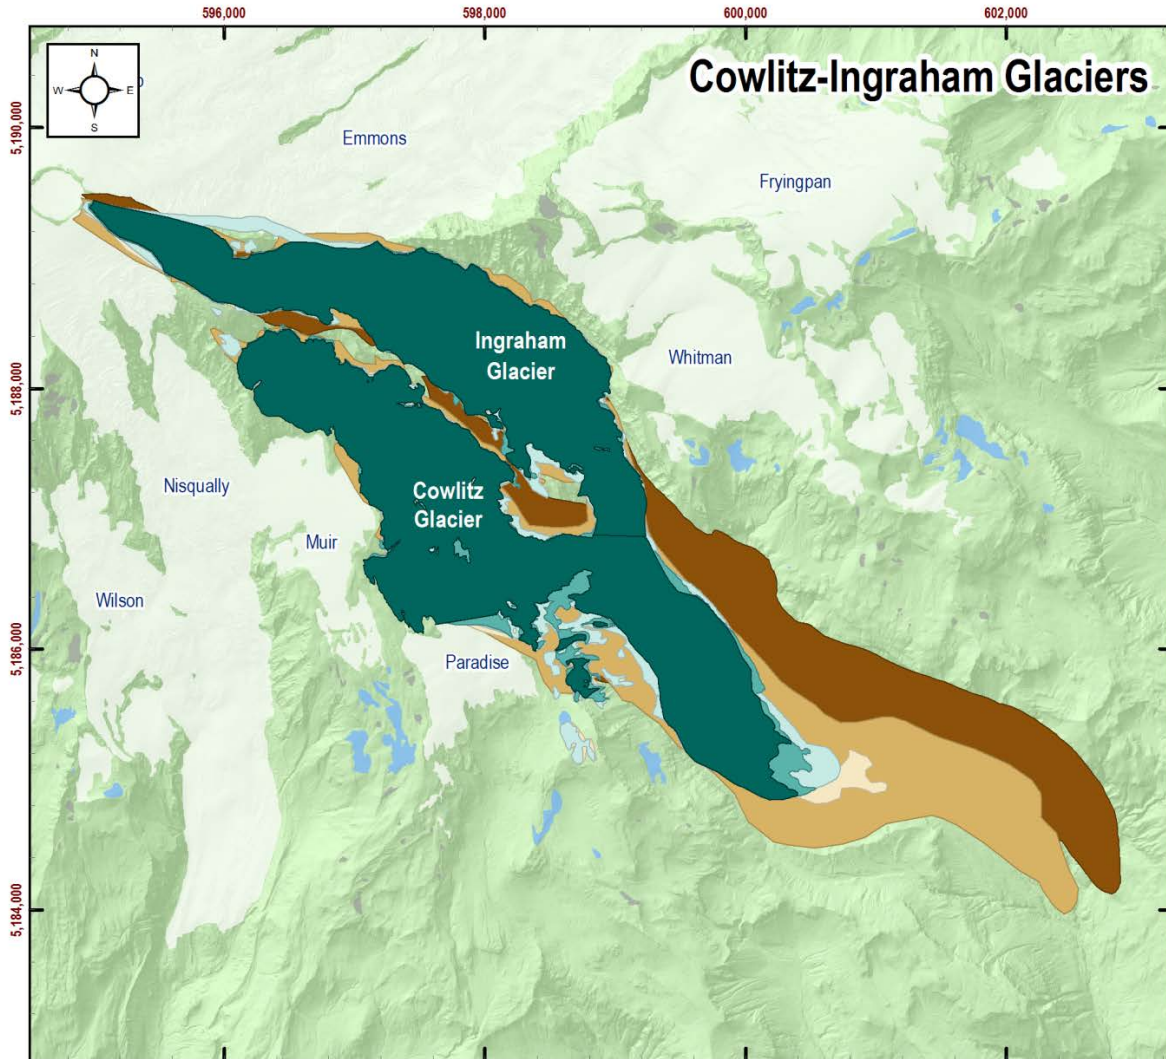 596,000
598,000
600,000
602,000
N
W
E
S
Cowlitz-Ingraham Glaciers
5,190,000
Emmons
Fryingpan
Ingraham
Glacier
Whitman
5,188,000
Cowlitz
Glacier
Nisqually
Muir
Wilson
Paradise
5,186,000
5,184,000